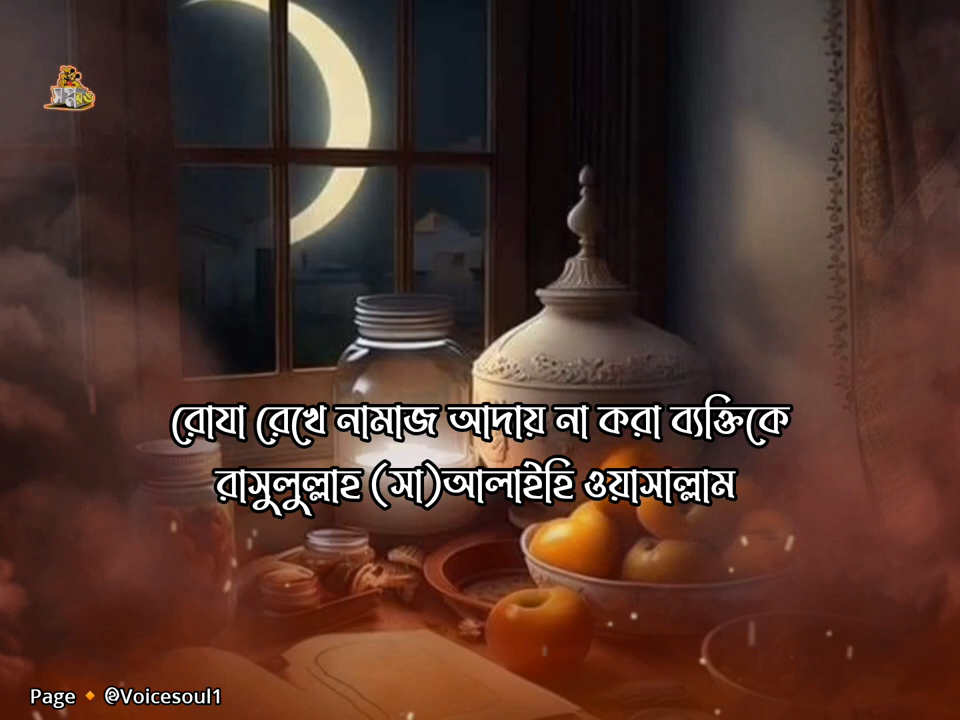 রোযা রেখে নামাজ আদায় না করা ব্যক্তিকে
রাসুলুল্লাহ (সা)আলাইহি ওয়াসাল্লাম
Page 🔸 @Voicesoul1